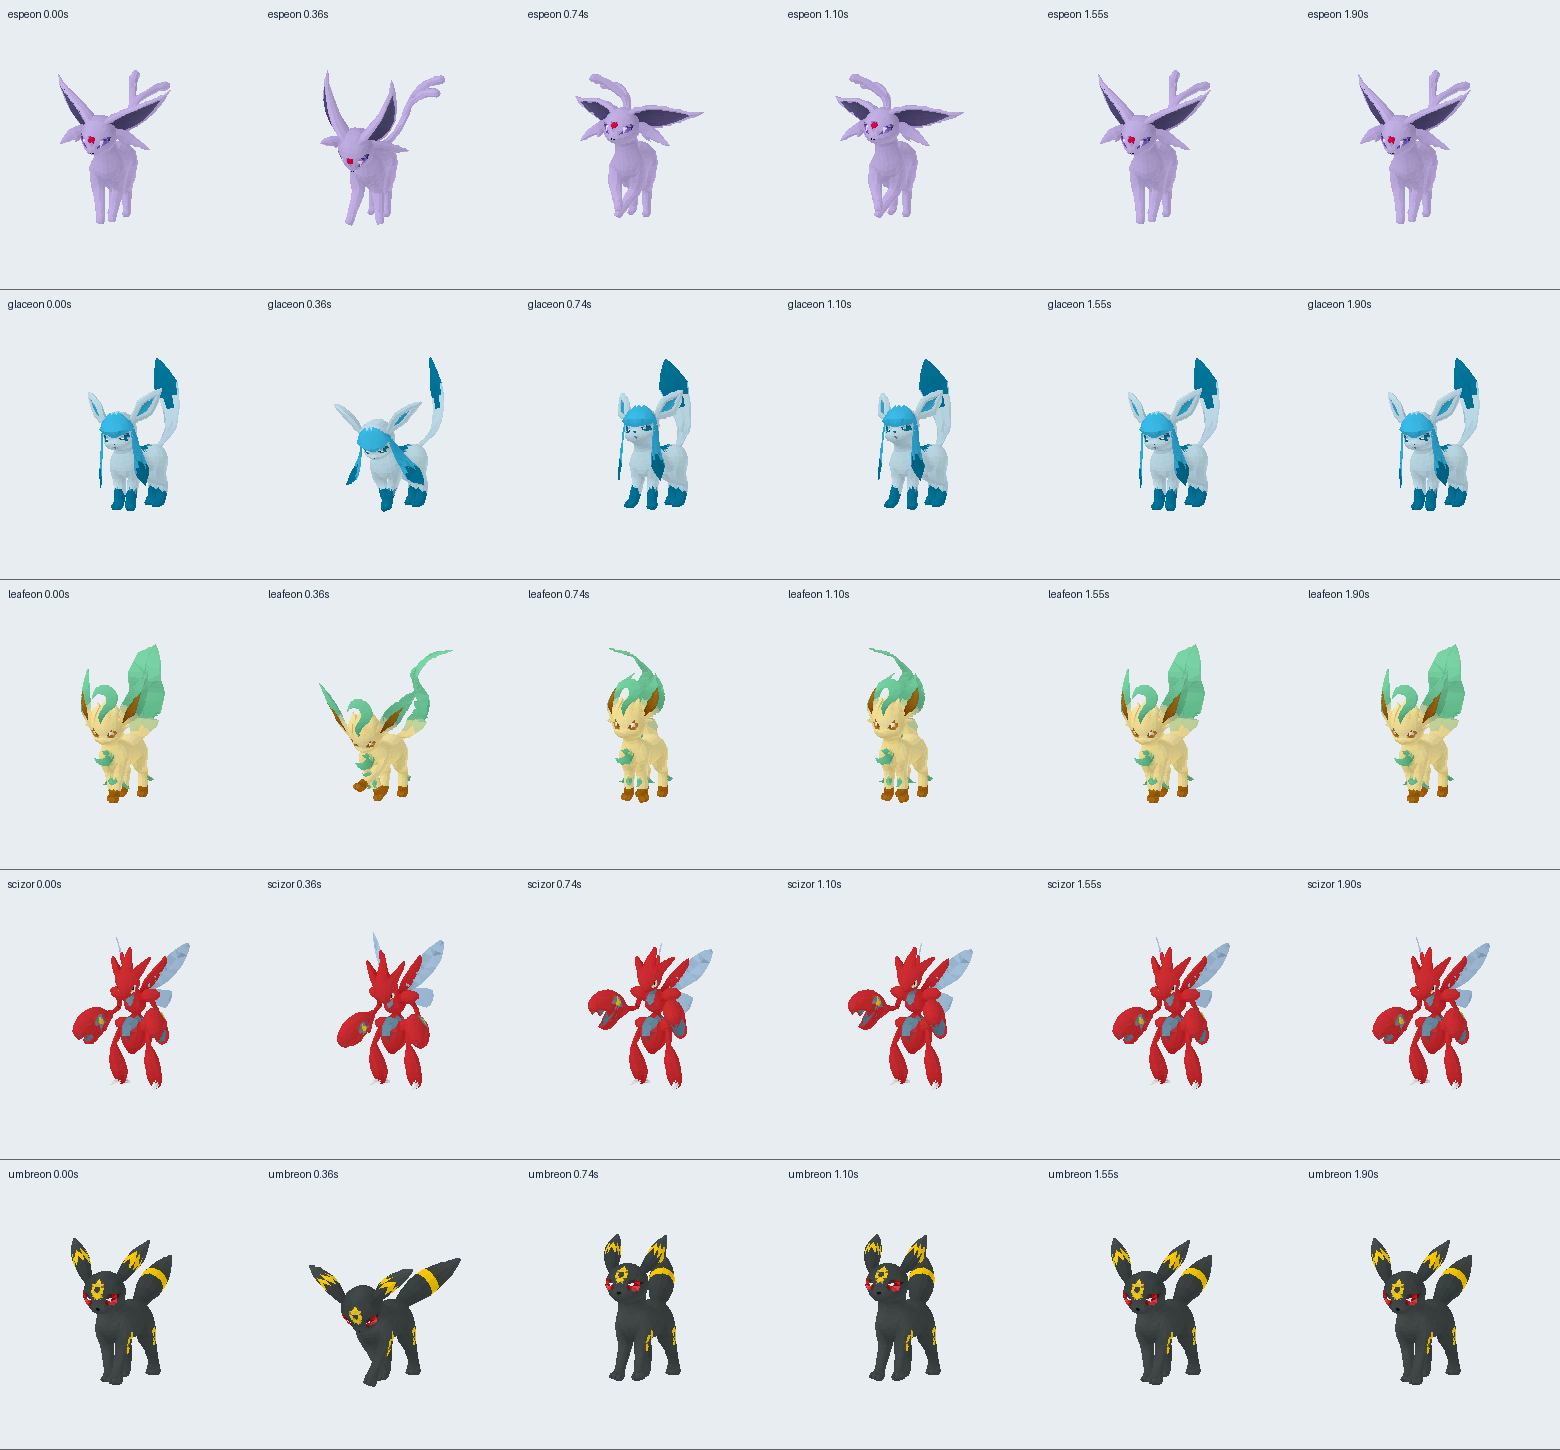 espeon 0.00s espeon 0.36s espeon 0.74s espeon 1.10s espeon 1.55s espeon 1.90s
glaceon 0.00s glaceon 0.36s glaceon 0.74s glaceon 1.10s glaceon 1.55s glaceon 1.90s
leafeon 0.00s leafeon 0.36s leafeon 0.74s leafeon 1.10s leafeon 1.55s leafeon 1.90s
scizor 0.00s scizor 0.36s scizor 0.74s scizor 1.10s scizor 1.55s scizor 1.90s
umbreon 0.00s umbreon 0.36s umbreon 0.74s umbreon 1.10s umbreon 1.55s umbreon 1.90s